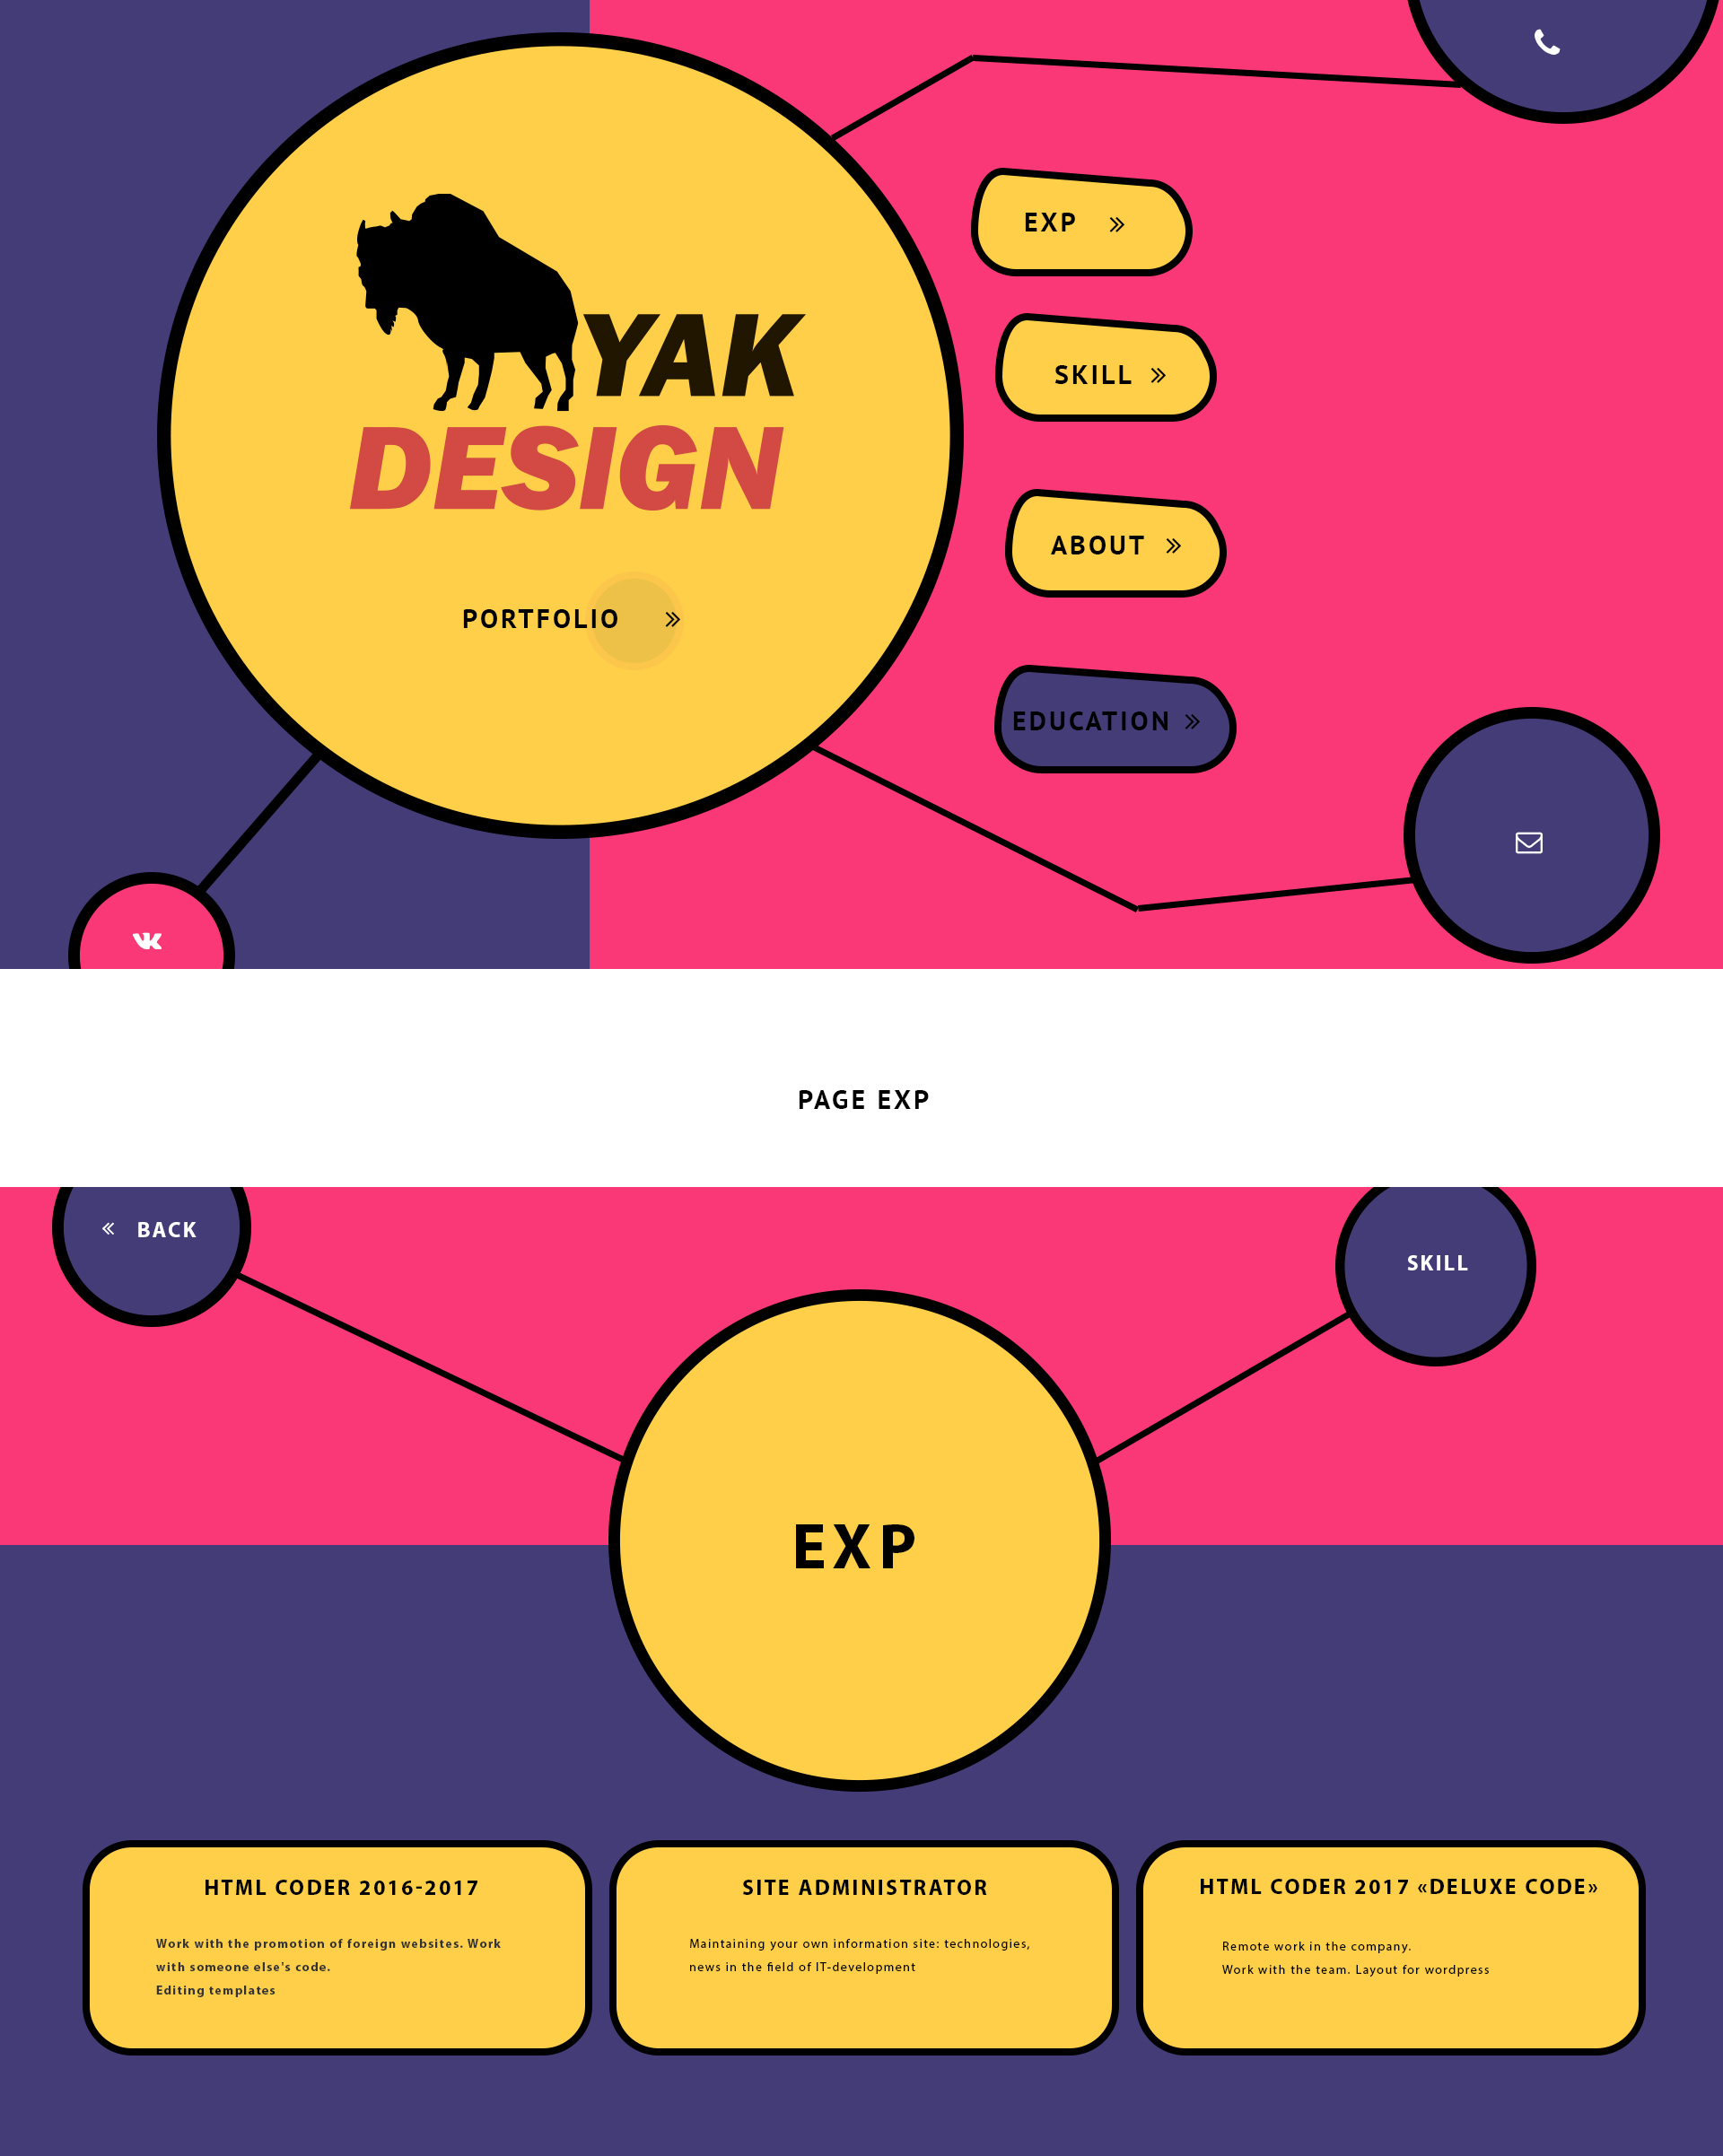 YAK
DESIGN
PORTFOLIO »
EXP »
SKILL »
ABOUT »
EDUCATION »
PAGE EXP
« BACK
SKILL
EXP
HTML CODER 2016-2017
Work with the promotion of foreign websites. Work
with someone else's code.
Editing templates
SITE ADMINISTRATOR
Maintaining your own information site: technologies,
news in the field of IT-development
HTML CODER 2017 «DELUXE CODE»
Remote work in the company.
Work with the team. Layout for wordpress